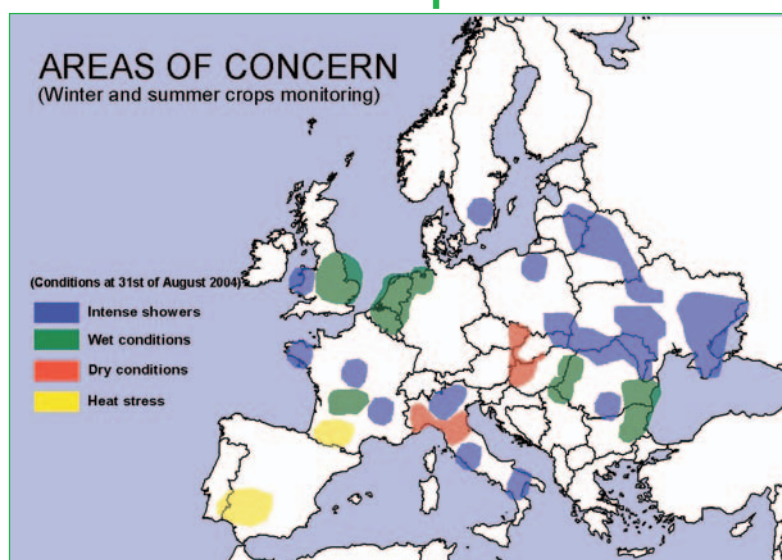 AREAS OF CONCERN
(Winter and summer crops monitoring)
(Conditions at 31st of August 2004)
Intense showers
Wet conditions
Dry conditions
Heat stress